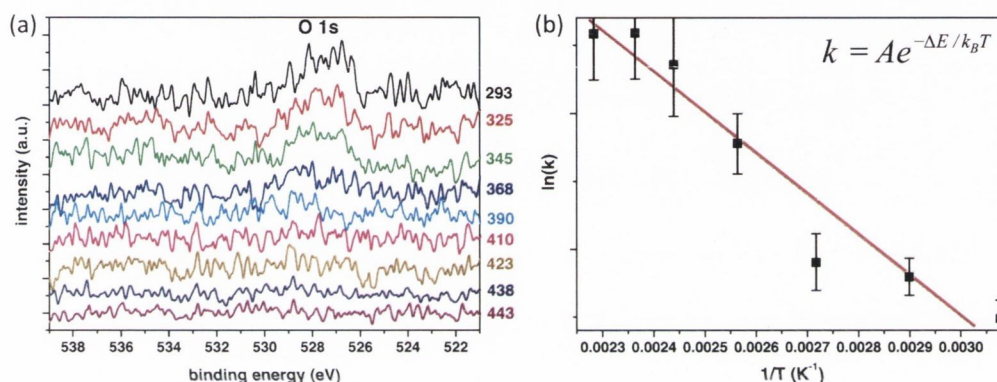 (a)
O 1s
293
325
345
368
390
410
423
438
443
intensity (a.u.)
538 536 534 532 530 528 526 524 522
binding energy (eV)
(b)
k = Ae^{-ΔE/k_BT}
ln(k)
0.0023 0.0024 0.0025 0.0026 0.0027 0.0028 0.0029 0.0030
1/T (K⁻¹)